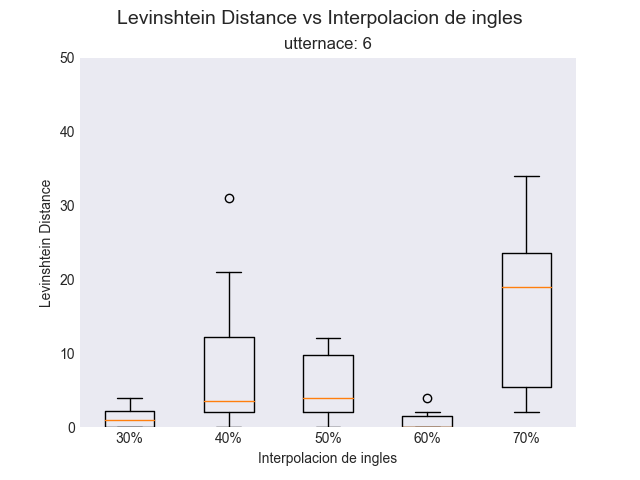 Levinshtein Distance vs Interpolacion de ingles
utternace: 6
50
40
30
20
10
0
Levinshtein Distance
30% 40% 50% 60% 70%
Interpolacion de ingles